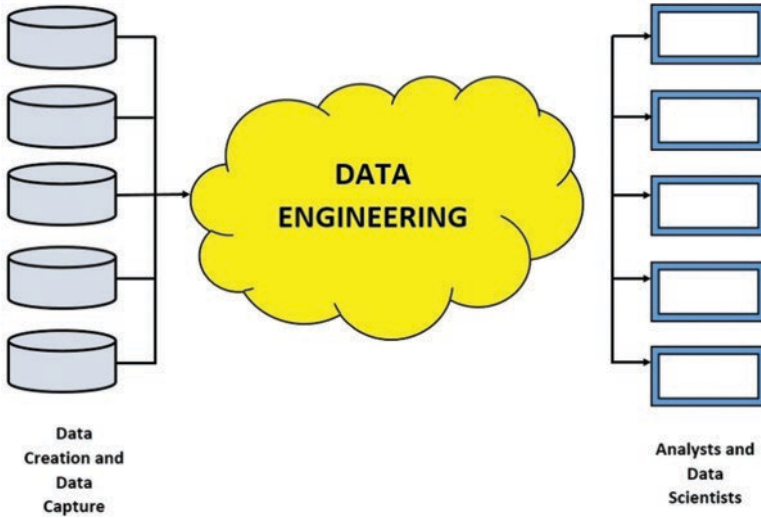 DATA
ENGINEERING
Data
Creation and
Data
Capture
Analysts and
Data
Scientists